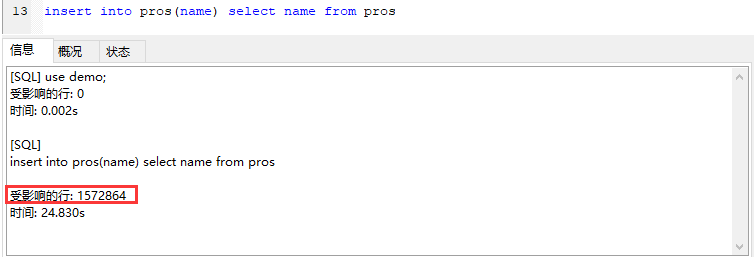 13 insert into pros(name) select name from pros
信息 概况 状态
[SQL] use demo;
受影响的行: 0
时间: 0.002s
[SQL]
insert into pros(name) select name from pros
受影响的行: 1572864
时间: 24.830s